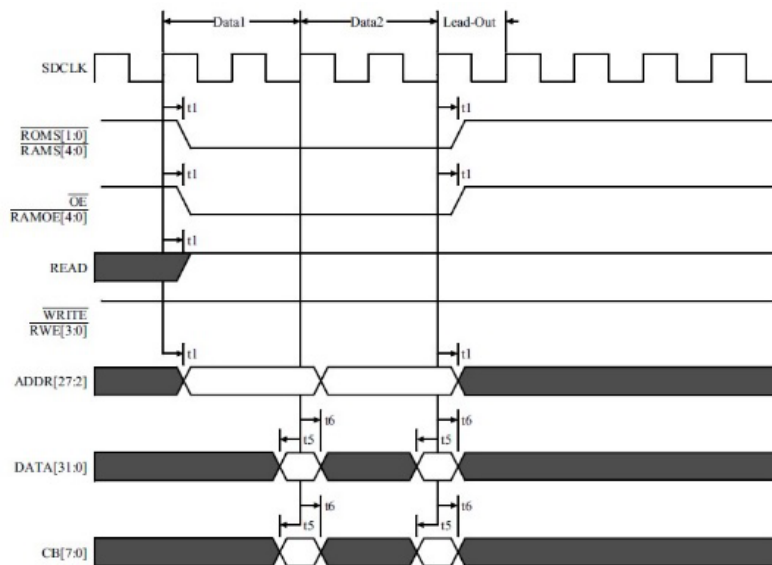 Data1 Data2 Lead-Out
SDCLK
t1 t1
ROMS[1:0]
RAMS[4:0]
t1 t1
OE
RAMOE[4:0]
t1
READ
WRITE
RWE[3:0]
t1 t1
ADDR[27:2]
t6 t6
t5 t5
DATA[31:0]
t6 t6
t5 t5
CB[7:0]